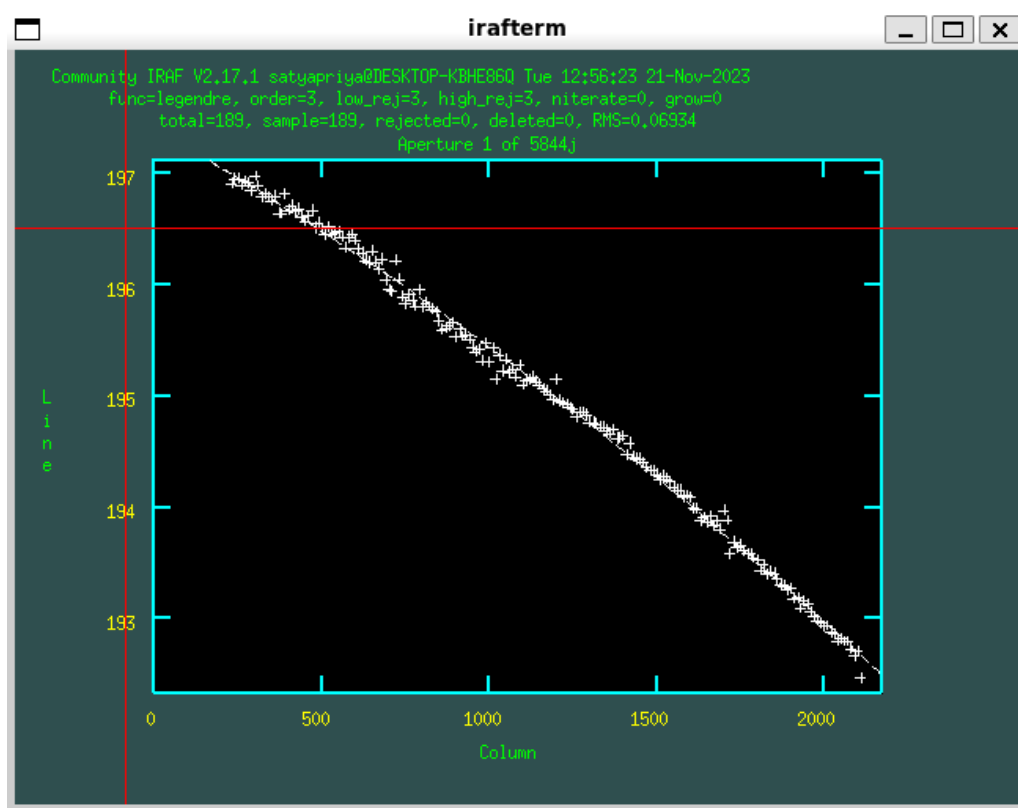 irafterm
Community IRAF V2.17.1 satyapriya@DESKTOP-KBHE86Q Tue 12:56:23 21-Nov-2023
func=legendre, order=3, low_rej=3, high_rej=3, niterate=0, grow=0
total=189, sample=189, rejected=0, deleted=0, RMS=0.06934
Aperture 1 of 5844j
197
196
195
194
193
Line
0 500 1000 1500 2000
Column